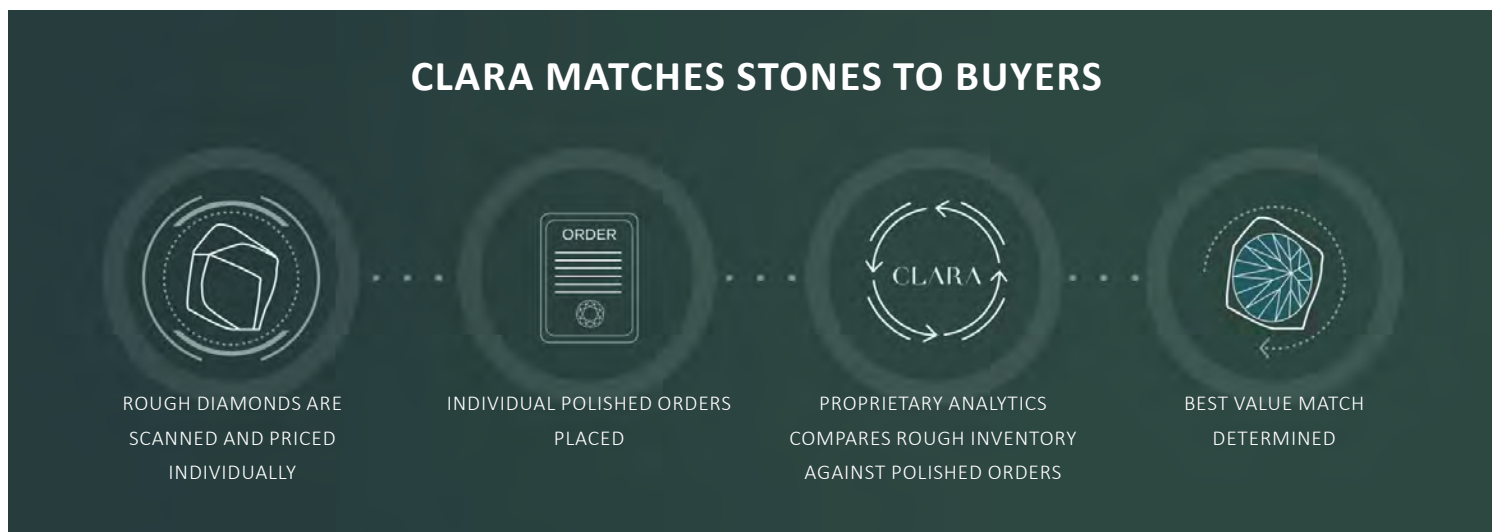 CLARA MATCHES STONES TO BUYERS
ORDER
CLARA
ROUGH DIAMONDS ARE
SCANNED AND PRICED
INDIVIDUALLY
INDIVIDUAL POLISHED ORDERS
PLACED
PROPRIETARY ANALYTICS
COMPARES ROUGH INVENTORY
AGAINST POLISHED ORDERS
BEST VALUE MATCH
DETERMINED